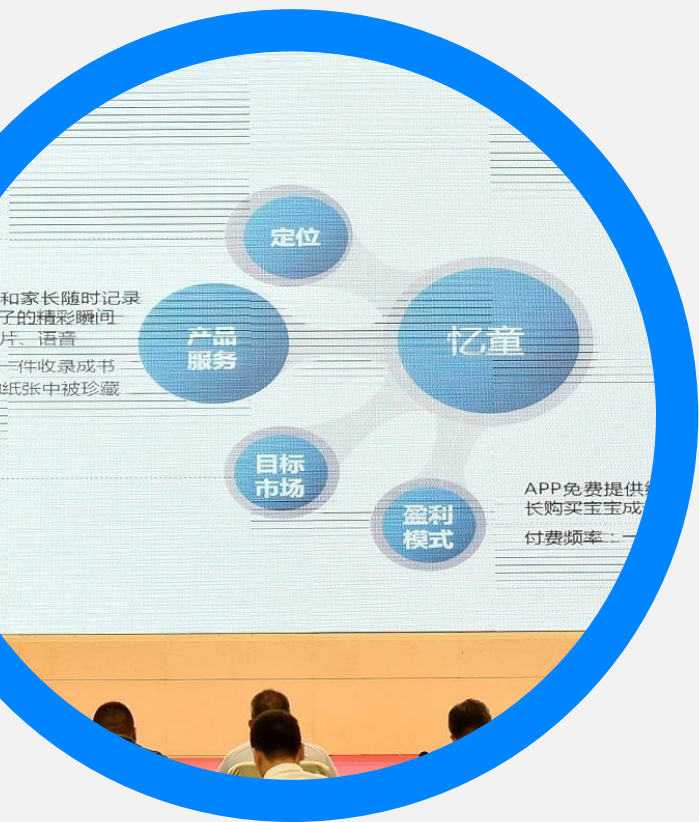 定位
和家长随时记录
了的精彩瞬间
片、语音
一件收录成书
纸张中被珍藏
产品
服务
忆童
目标
市场
盈利
模式
APP免费提供
长购买宝宝成
付费频率：一